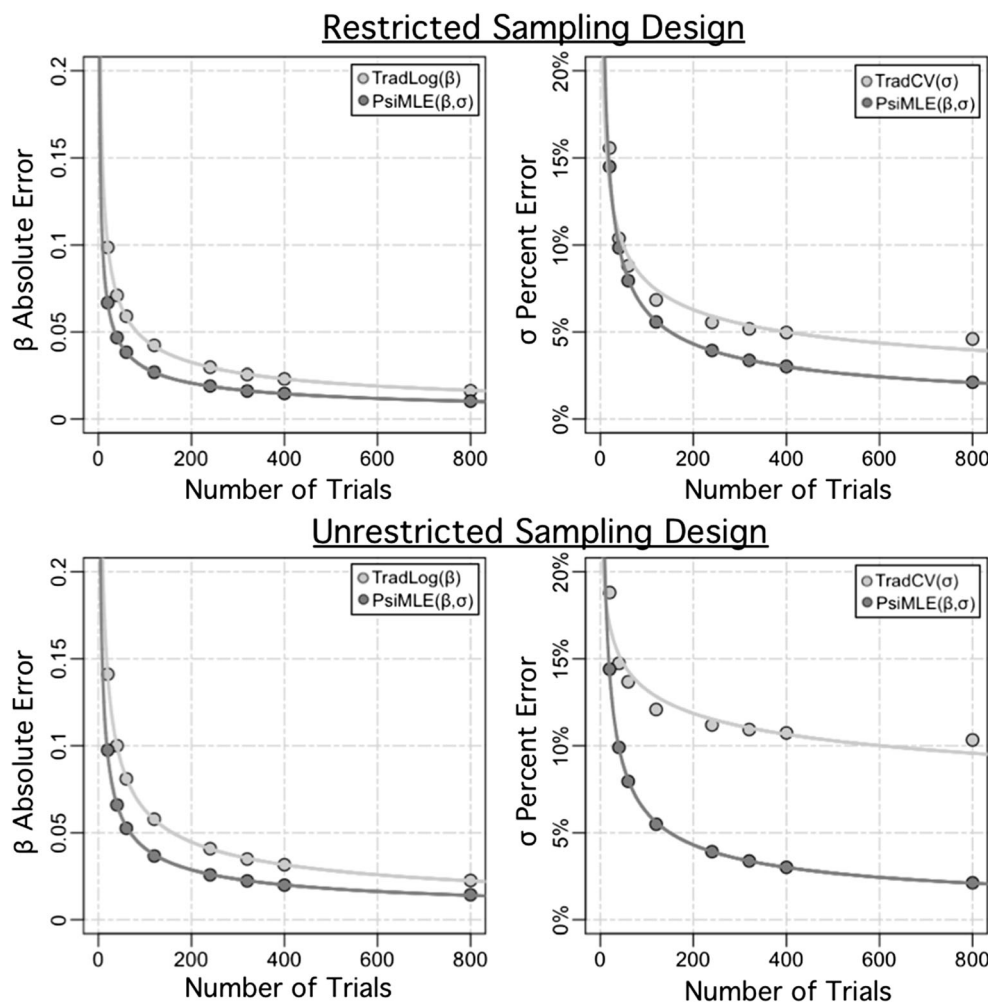 Restricted Sampling Design
β Absolute Error
0.2
0.15
0.1
0.05
0
TradLog(β)
PsiMLE(β,σ)
0 200 400 600 800
Number of Trials
σ Percent Error
20%
15%
10%
5%
0%
TradCV(σ)
PsiMLE(β,σ)
0 200 400 600 800
Number of Trials
Unrestricted Sampling Design
β Absolute Error
0.2
0.15
0.1
0.05
0
TradLog(β)
PsiMLE(β,σ)
0 200 400 600 800
Number of Trials
σ Percent Error
20%
15%
10%
5%
0%
TradCV(σ)
PsiMLE(β,σ)
0 200 400 600 800
Number of Trials